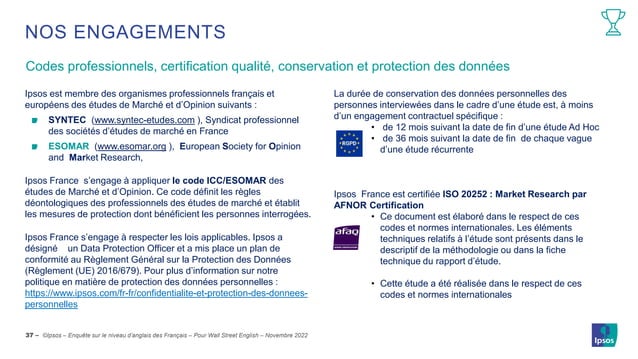 NOS ENGAGEMENTS
Codes professionnels, certification qualité, conservation et protection des données
Ipsos est membre des organismes professionnels français et
européens des études de Marché et d'Opinion suivants :
SYNTEC (www.syntec-etudes.com ), Syndicat professionnel
des sociétés d'études de marché en France
ESOMAR (www.esomar.org ), European Society for Opinion
and Market Research,
Ipsos France s'engage à appliquer le code ICC/ESOMAR des
études de Marché et d'Opinion. Ce code définit les règles
déontologiques des professionnels des études de marché et établit
les mesures de protection dont bénéficient les personnes interrogées.
Ipsos France s'engage à respecter les lois applicables. Ipsos a
désigné un Data Protection Officer et a mis place un plan de
conformité au Règlement Général sur la Protection des Données
(Règlement (UE) 2016/679). Pour plus d'information sur notre
politique en matière de protection des données personnelles :
https://www.ipsos.com/fr-fr/confidentialite-et-protection-des-donnees-
personnelles
La durée de conservation des données personnelles des
personnes interviewées dans le cadre d'une étude est, à moins
d'un engagement contractuel spécifique :
• de 12 mois suivant la date de fin d'une étude Ad Hoc
• de 36 mois suivant la date de fin de chaque vague
d'une étude récurrente
RGPD
Ipsos France est certifiée ISO 20252 : Market Research par
AFNOR Certification
• Ce document est élaboré dans le respect de ces
codes et normes internationales. Les éléments
techniques relatifs à l'étude sont présents dans le
descriptif de la méthodologie ou dans la fiche
technique du rapport d'étude.
afaq
• Cette étude a été réalisée dans le respect de ces
codes et normes internationales
37 – ©Ipsos – Enquête sur le niveau d'anglais des Français – Pour Wall Street English – Novembre 2022
Ipsos